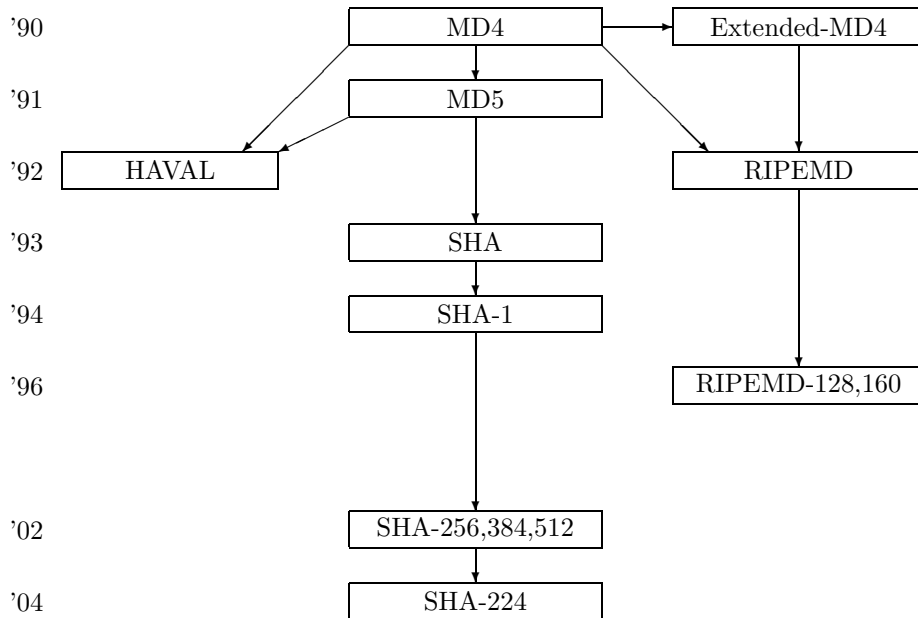 '90 MD4 Extended-MD4
'91 MD5
'92 HAVAL RIPEMD
'93 SHA
'94 SHA-1
'96 RIPEMD-128,160
'02 SHA-256,384,512
'04 SHA-224